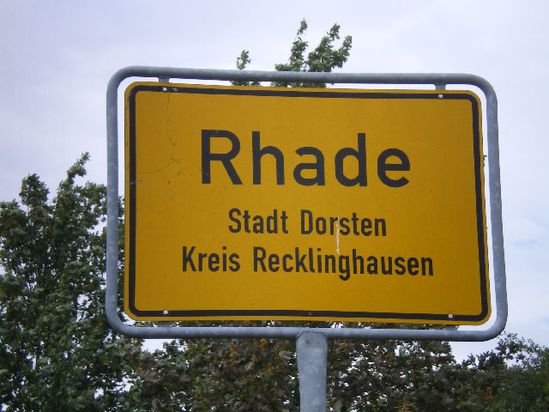 Rhade
Stadt Dorsten
Kreis Recklinghausen